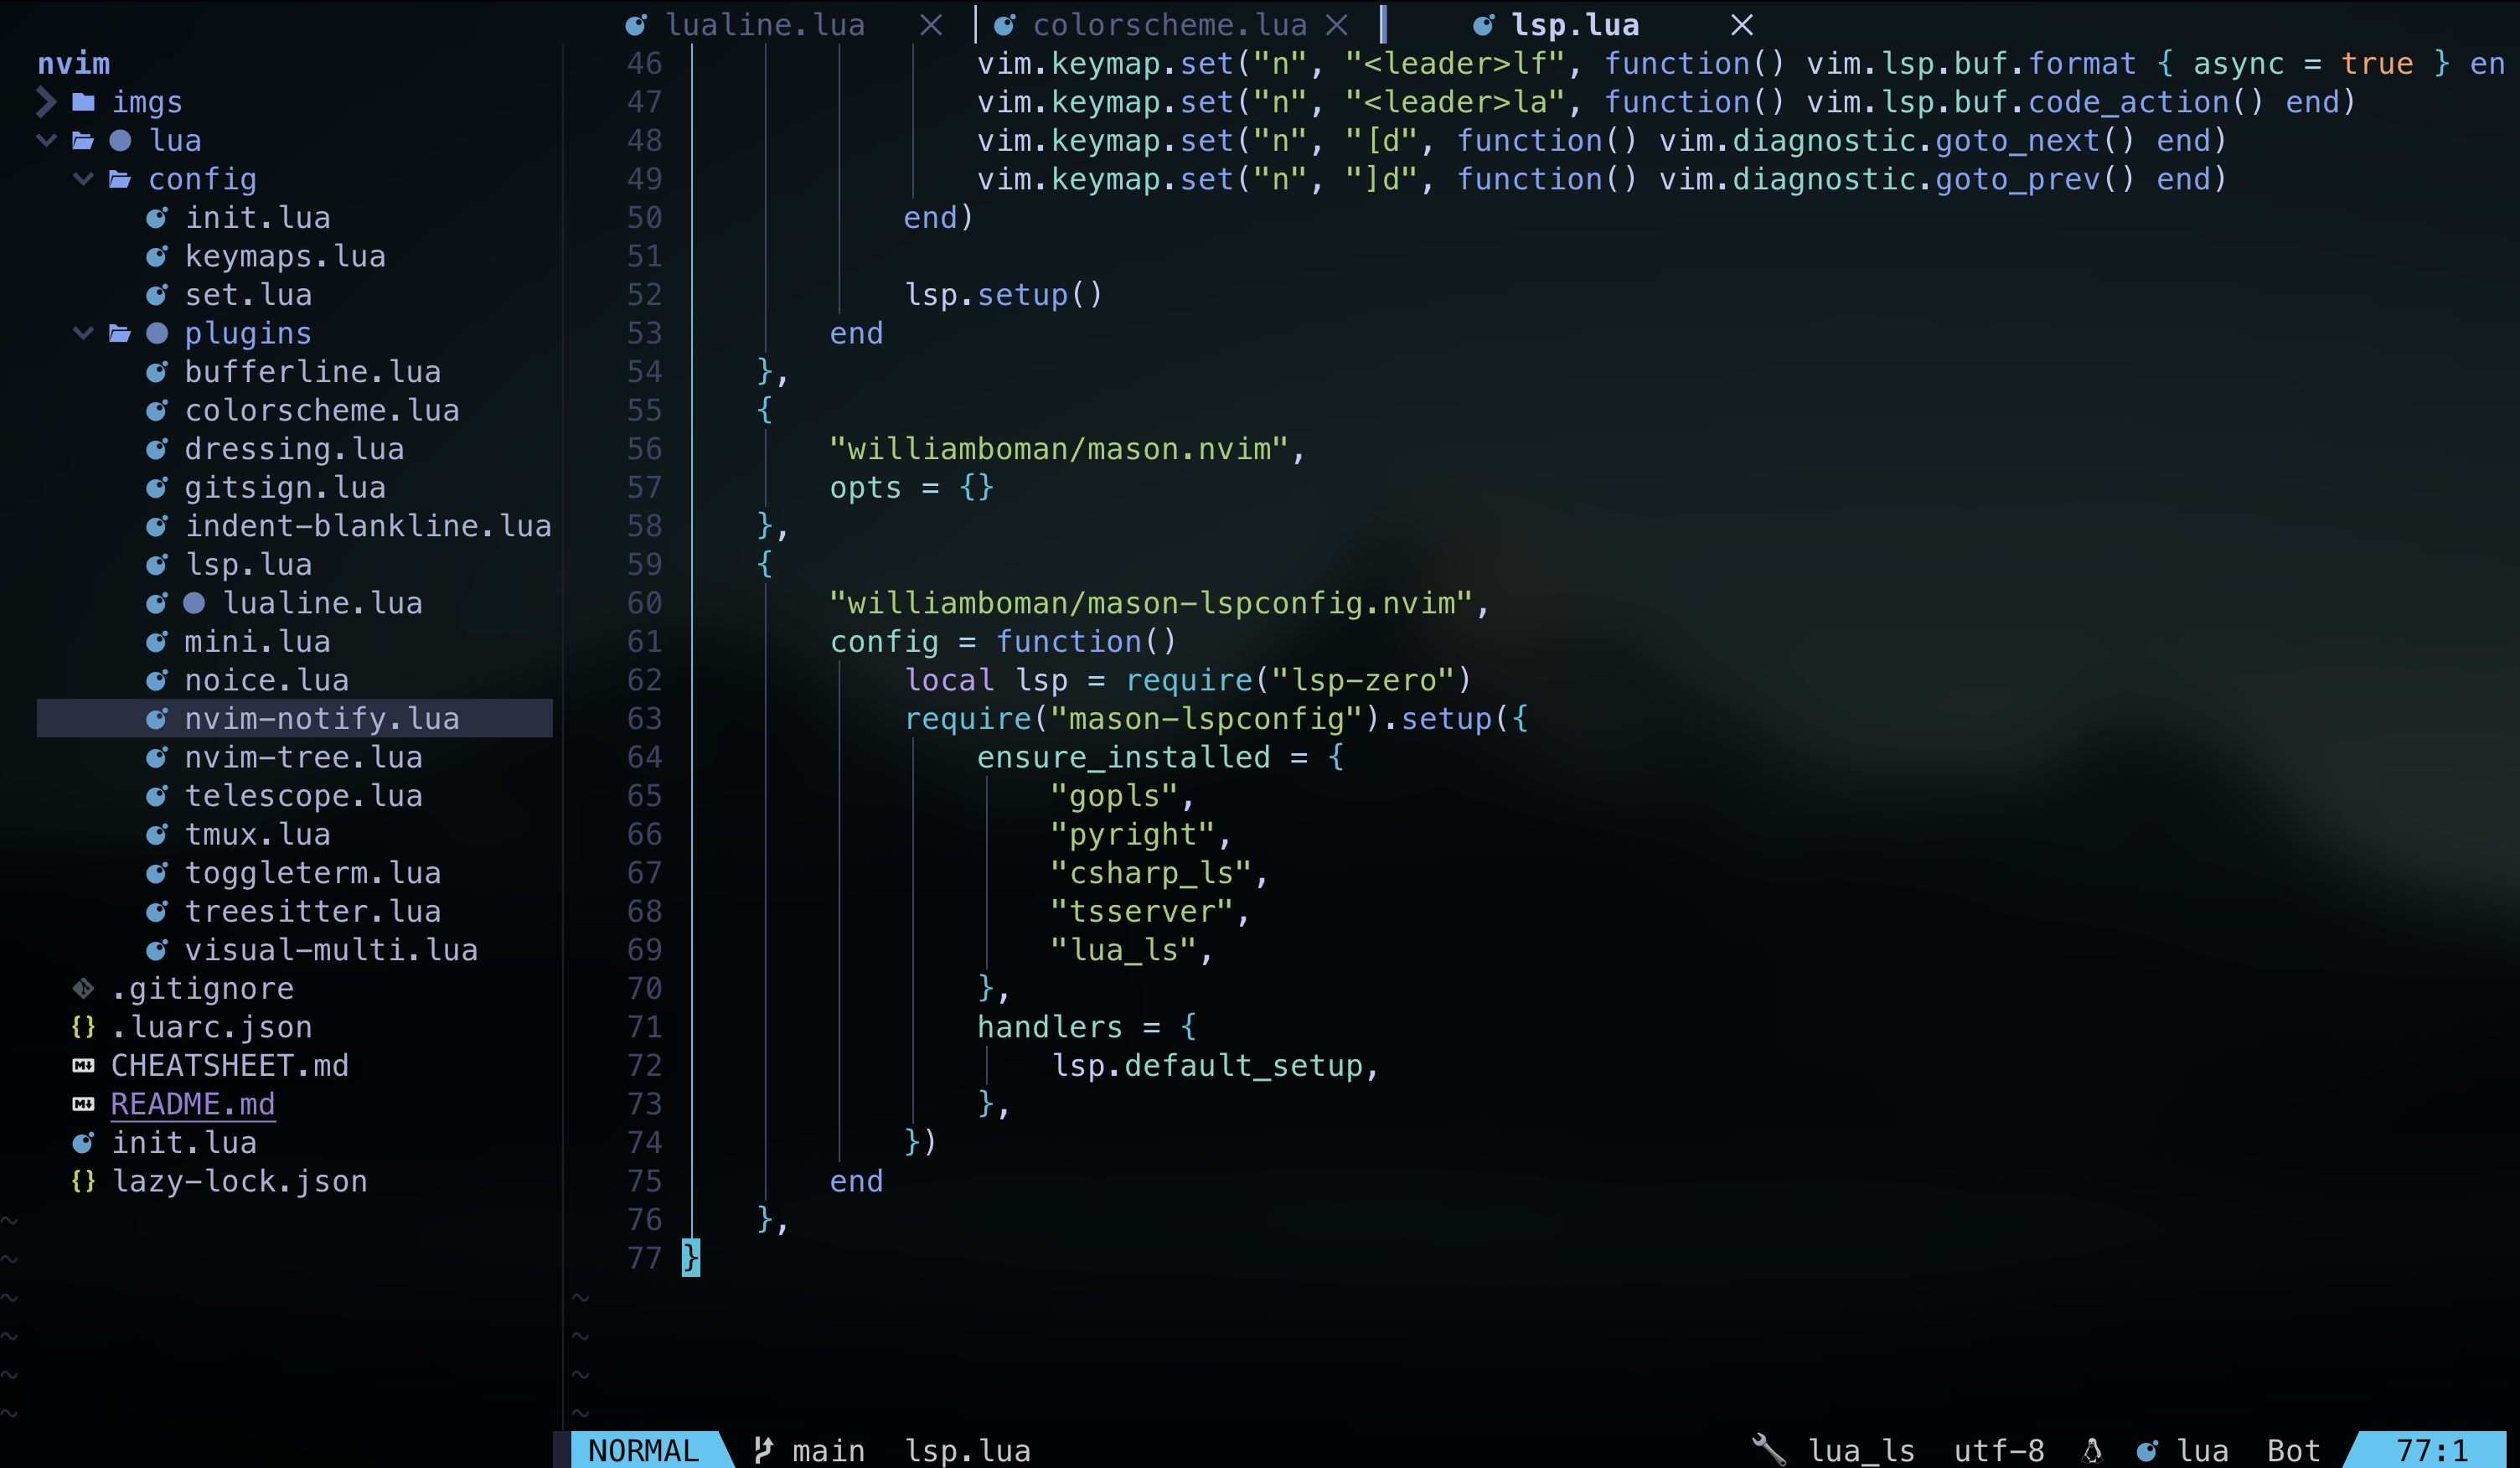 lualine.lua colorscheme.lua lsp.lua
nvim
imgs
lua
config
init.lua
keymaps.lua
set.lua
plugins
bufferline.lua
colorscheme.lua
dressing.lua
gitsign.lua
indent-blankline.lua
lsp.lua
lualine.lua
mini.lua
noice.lua
nvim-notify.lua
nvim-tree.lua
telescope.lua
tmux.lua
toggleterm.lua
treesitter.lua
visual-multi.lua
.gitignore
{} .luarc.json
CHEATSHEET.md
README.md
init.lua
{} lazy-lock.json
~
~
~
~
~
~
46 vim.keymap.set("n", "<leader>lf", function() vim.lsp.buf.format { async = true } en
47 vim.keymap.set("n", "<leader>la", function() vim.lsp.buf.code_action() end)
48 vim.keymap.set("n", "[d", function() vim.diagnostic.goto_next() end)
49 vim.keymap.set("n", "]d", function() vim.diagnostic.goto_prev() end)
50 end)
51
52 lsp.setup()
53 end
54 },
55 {
56 "williamboman/mason.nvim",
57 opts = {}
58 },
59 {
60 "williamboman/mason-lspconfig.nvim",
61 config = function()
62 local lsp = require("lsp-zero")
63 require("mason-lspconfig").setup({
64 ensure_installed = {
65 "gopls",
66 "pyright",
67 "csharp_ls",
68 "tsserver",
69 "lua_ls",
70 },
71 handlers = {
72 lsp.default_setup,
73 },
74 })
75 end
76 },
77 }
~
~
~
~
NORMAL main lsp.lua lua_ls utf-8 lua Bot 77:1